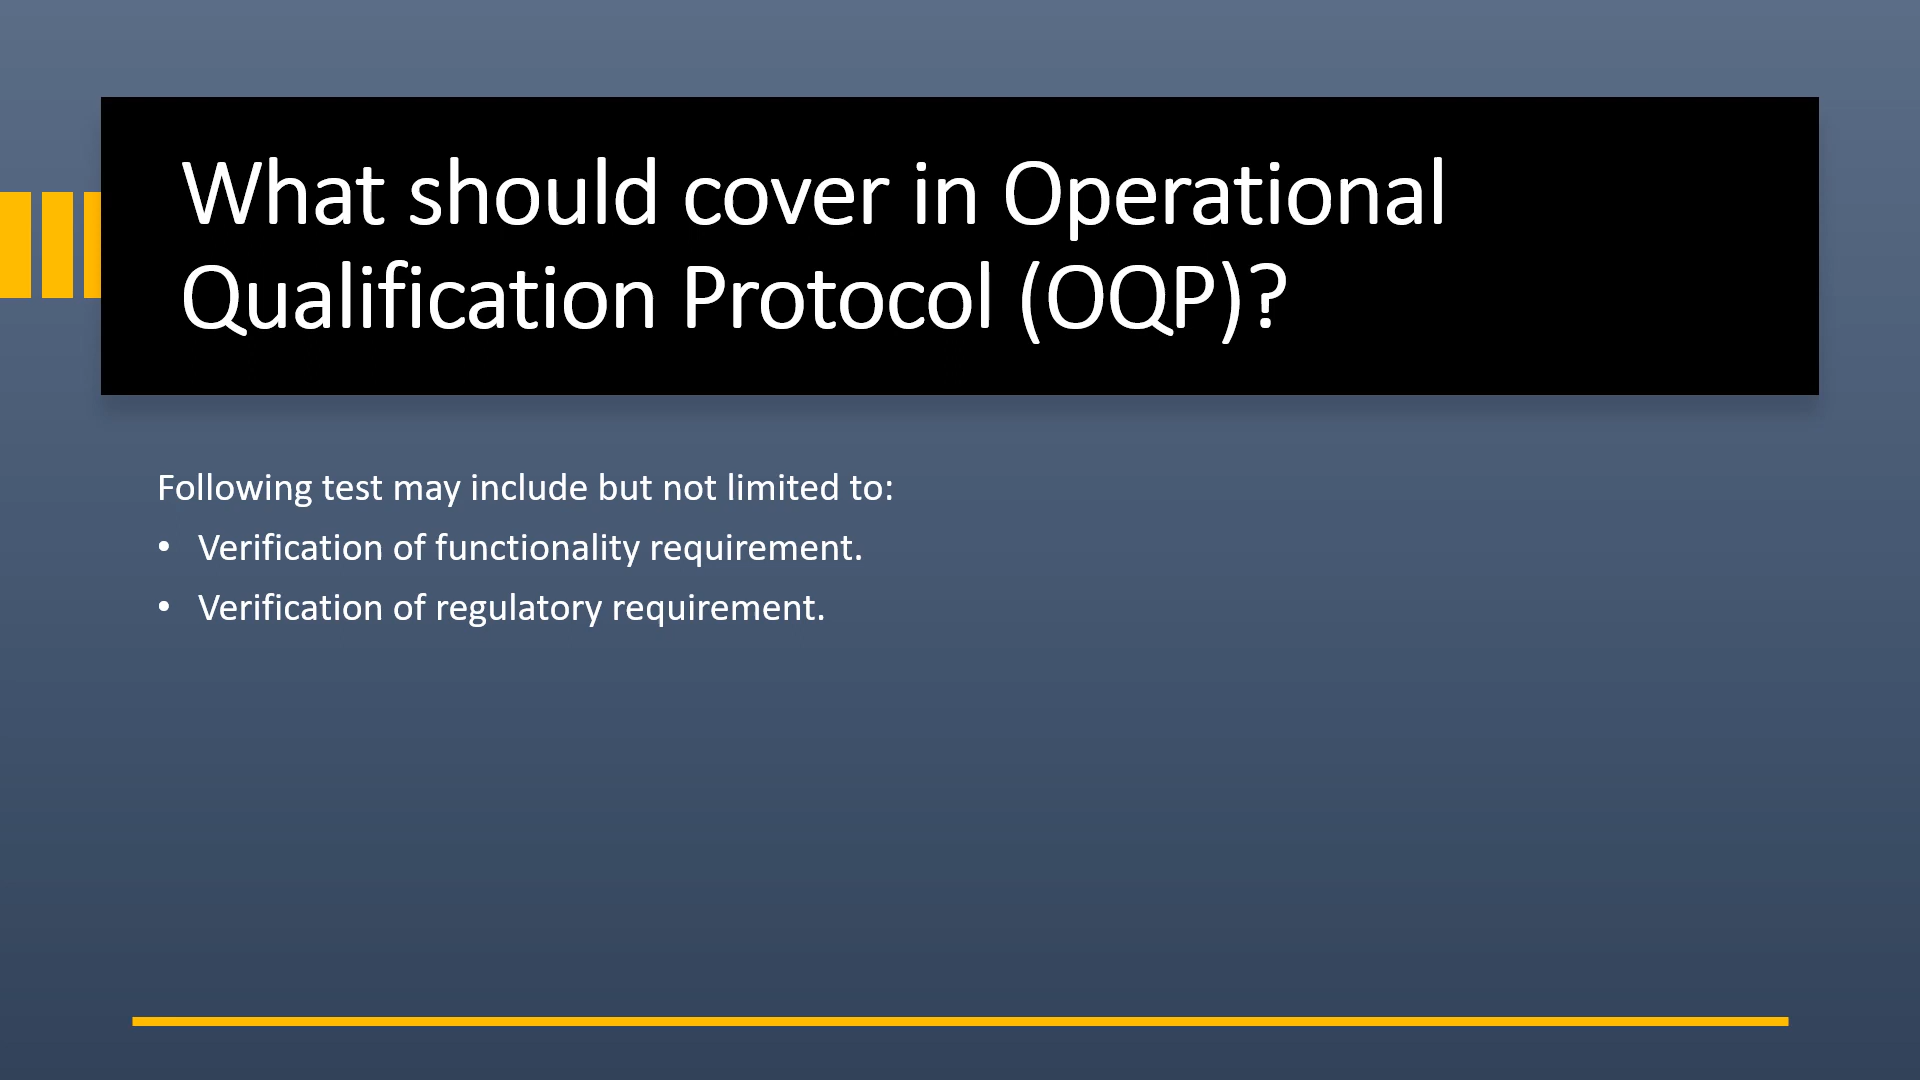 What should cover in Operational
Qualification Protocol (OQP)?
Following test may include but not limited to:
• Verification of functionality requirement.
• Verification of regulatory requirement.